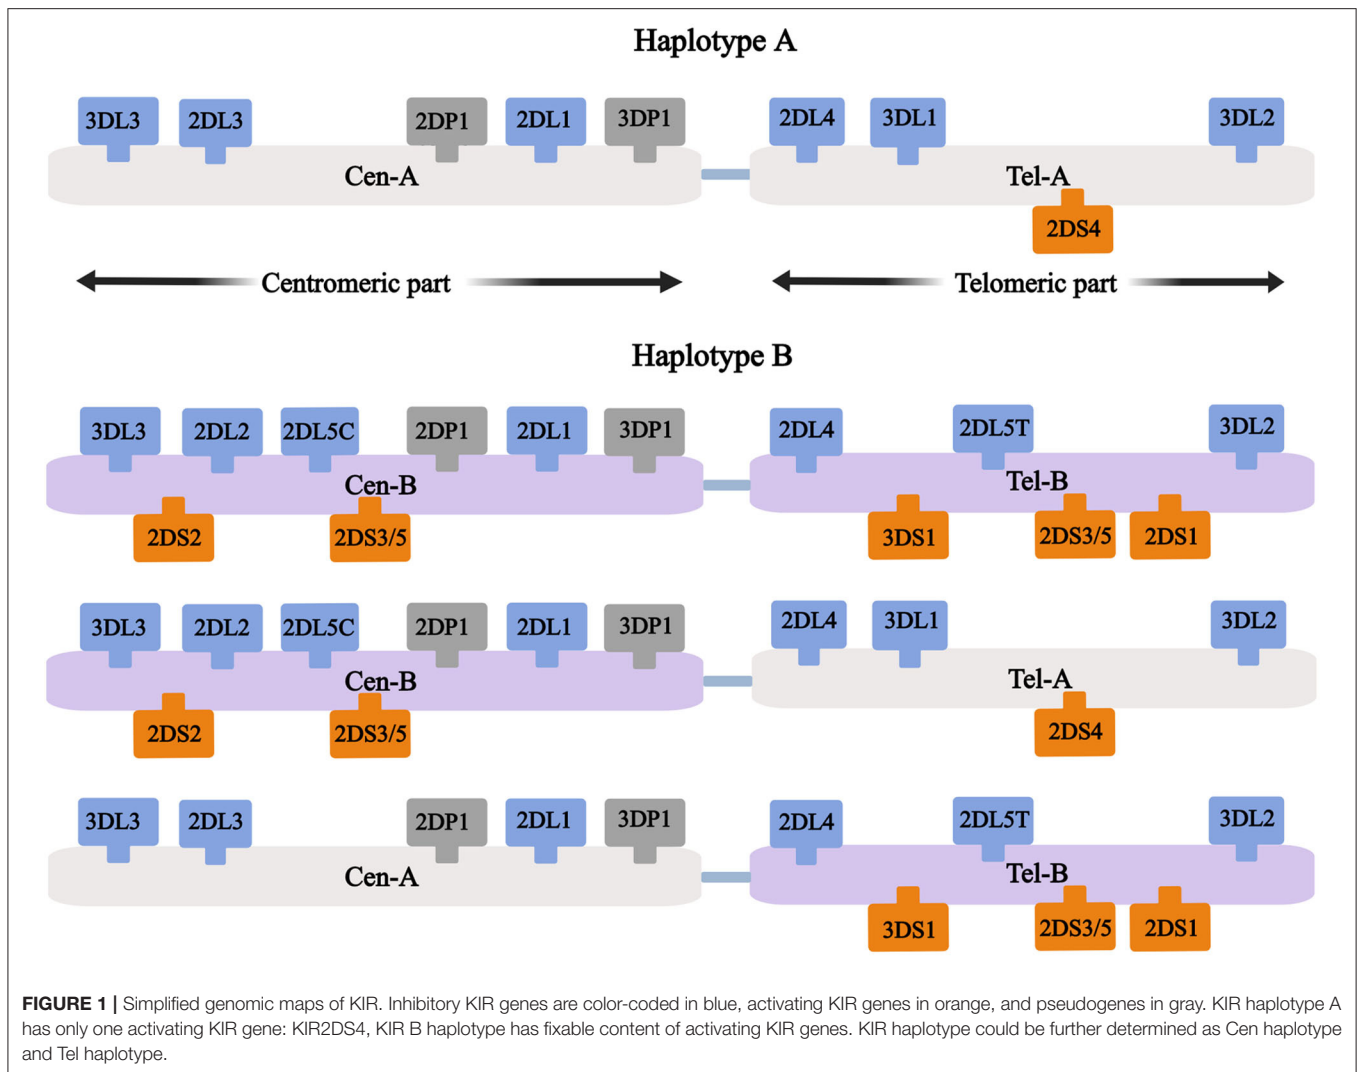 Haplotype A
3DL3 2DL3 2DP1 2DL1 3DP1 2DL4 3DL1 3DL2
Cen-A Tel-A
2DS4
Centromeric part Telomeric part
Haplotype B
3DL3 2DL2 2DL5C 2DP1 2DL1 3DP1 2DL4 2DL5T 3DL2
Cen-B Tel-B
2DS2 2DS3/5 3DS1 2DS3/5 2DS1
3DL3 2DL2 2DL5C 2DP1 2DL1 3DP1 2DL4 3DL1 3DL2
Cen-B Tel-A
2DS2 2DS3/5 2DS4
3DL3 2DL3 2DP1 2DL1 3DP1 2DL4 2DL5T 3DL2
Cen-A Tel-B
3DS1 2DS3/5 2DS1
FIGURE 1 | Simplified genomic maps of KIR. Inhibitory KIR genes are color-coded in blue, activating KIR genes in orange, and pseudogenes in gray. KIR haplotype A
has only one activating KIR gene: KIR2DS4, KIR B haplotype has fixable content of activating KIR genes. KIR haplotype could be further determined as Cen haplotype
and Tel haplotype.